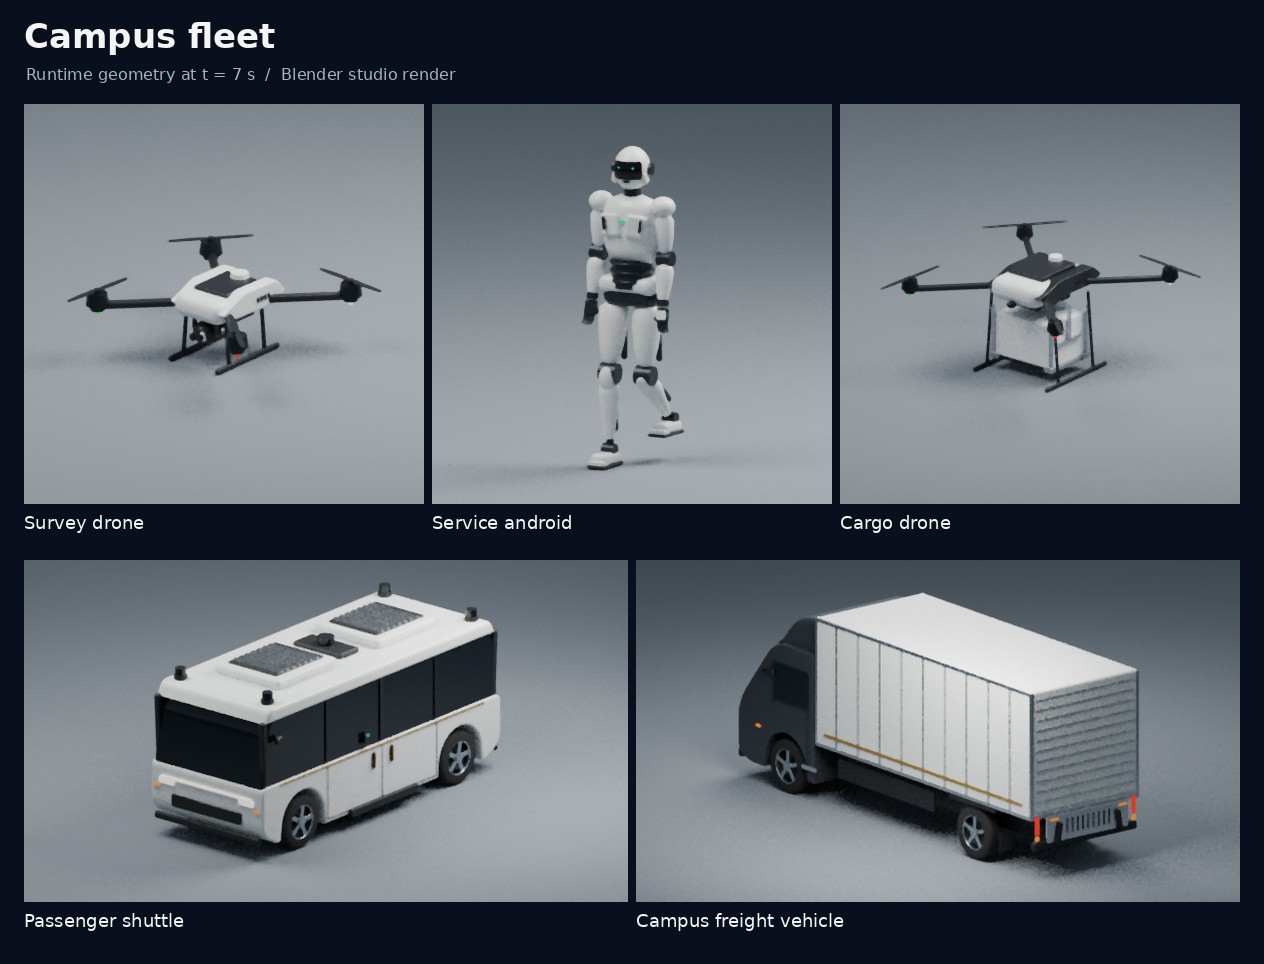 Campus fleet
Runtime geometry at t = 7 s / Blender studio render
Survey drone
Service android
Cargo drone
Passenger shuttle
Campus freight vehicle